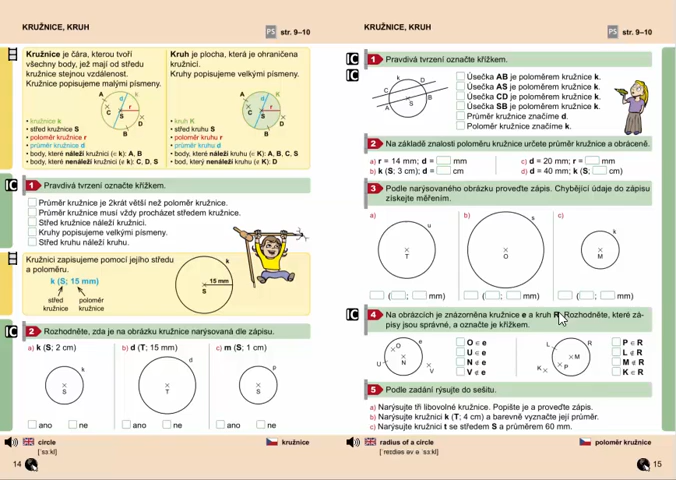 KRUŽNICE, KRUH
PS str. 9–10
Kružnice je čára, kterou tvoří
všechny body, jež mají od středu
kružnice stejnou vzdálenost.
Kružnice popisujeme malými písmeny.
A
k
d
r
C
S
D
B
• kružnice k
• střed kružnice S
• poloměr kružnice r
• průměr kružnice d
• body, které náleží kružnici (∈ k): A, B
• body, které nenáleží kružnici (∉ k): C, D, S
Kruh je plocha, která je ohraničena
kružnicí.
Kruhy popisujeme velkými písmeny.
A
K
d
r
C
S
D
B
• kruh K
• střed kruhu S
• poloměr kruhu r
• průměr kruhu d
• body, které náleží kruhu (∈ K): A, B, C, S
• bod, který nenáleží kruhu (∉ K): D
1 Pravdivá tvrzení označte křížkem.
Průměr kružnice je 2krát větší než poloměr kružnice.
Průměr kružnice musí vždy procházet středem kružnice.
Střed kružnice náleží kružnici.
Kruhy popisujeme velkými písmeny.
Střed kruhu náleží kruhu.
Kružnici zapisujeme pomocí jejího středu
a poloměru.
k (S; 15 mm)
střed poloměr
kružnice kružnice
k
15 mm
S
2 Rozhodněte, zda je na obrázku kružnice narýsovaná dle zápisu.
a) k (S; 2 cm) b) d (T; 15 mm) c) m (S; 1 cm)
k d p
S T S
ano ne ano ne ano ne
circle kružnice
[ˈsɜːkl]
14
KRUŽNICE, KRUH
PS str. 9–10
1 Pravdivá tvrzení označte křížkem.
k
D
C
B
S
A
Úsečka AB je poloměrem kružnice k.
Úsečka AS je poloměrem kružnice k.
Úsečka CD je poloměrem kružnice k.
Úsečka SB je poloměrem kružnice k.
Průměr kružnice značíme d.
Poloměr kružnice značíme k.
2 Na základě znalosti poloměru kružnice určete průměr kružnice a obráceně.
a) r = 14 mm; d = mm c) d = 20 mm; r = mm
b) k (S; 3 cm); d = cm d) d = 40 mm; k (S; cm)
3 Podle narýsovaného obrázku proveďte zápis. Chybějící údaje do zápisu
získejte měřením.
a) b) c)
u s k
T O M
( ; mm) ( ; mm) ( ; mm)
4 Na obrázcích je znázorněna kružnice e a kruh R. Rozhodněte, které zá-
pisy jsou správné, a označte je křížkem.
O
e
N
U
V
O ∈ e
U ∈ e
N ∉ e
V ∉ e
L
R
M
P
K
P ∈ R
L ∉ R
M ∉ R
K ∈ R
5 Podle zadání rýsujte do sešitu.
a) Narýsujte tři libovolné kružnice. Popište je a proveďte zápis.
b) Narýsujte kružnici k (T; 4 cm) a barevně vyznačte její průměr.
c) Narýsujte kružnici t se středem S a průměrem 60 mm.
radius of a circle poloměr kružnice
15